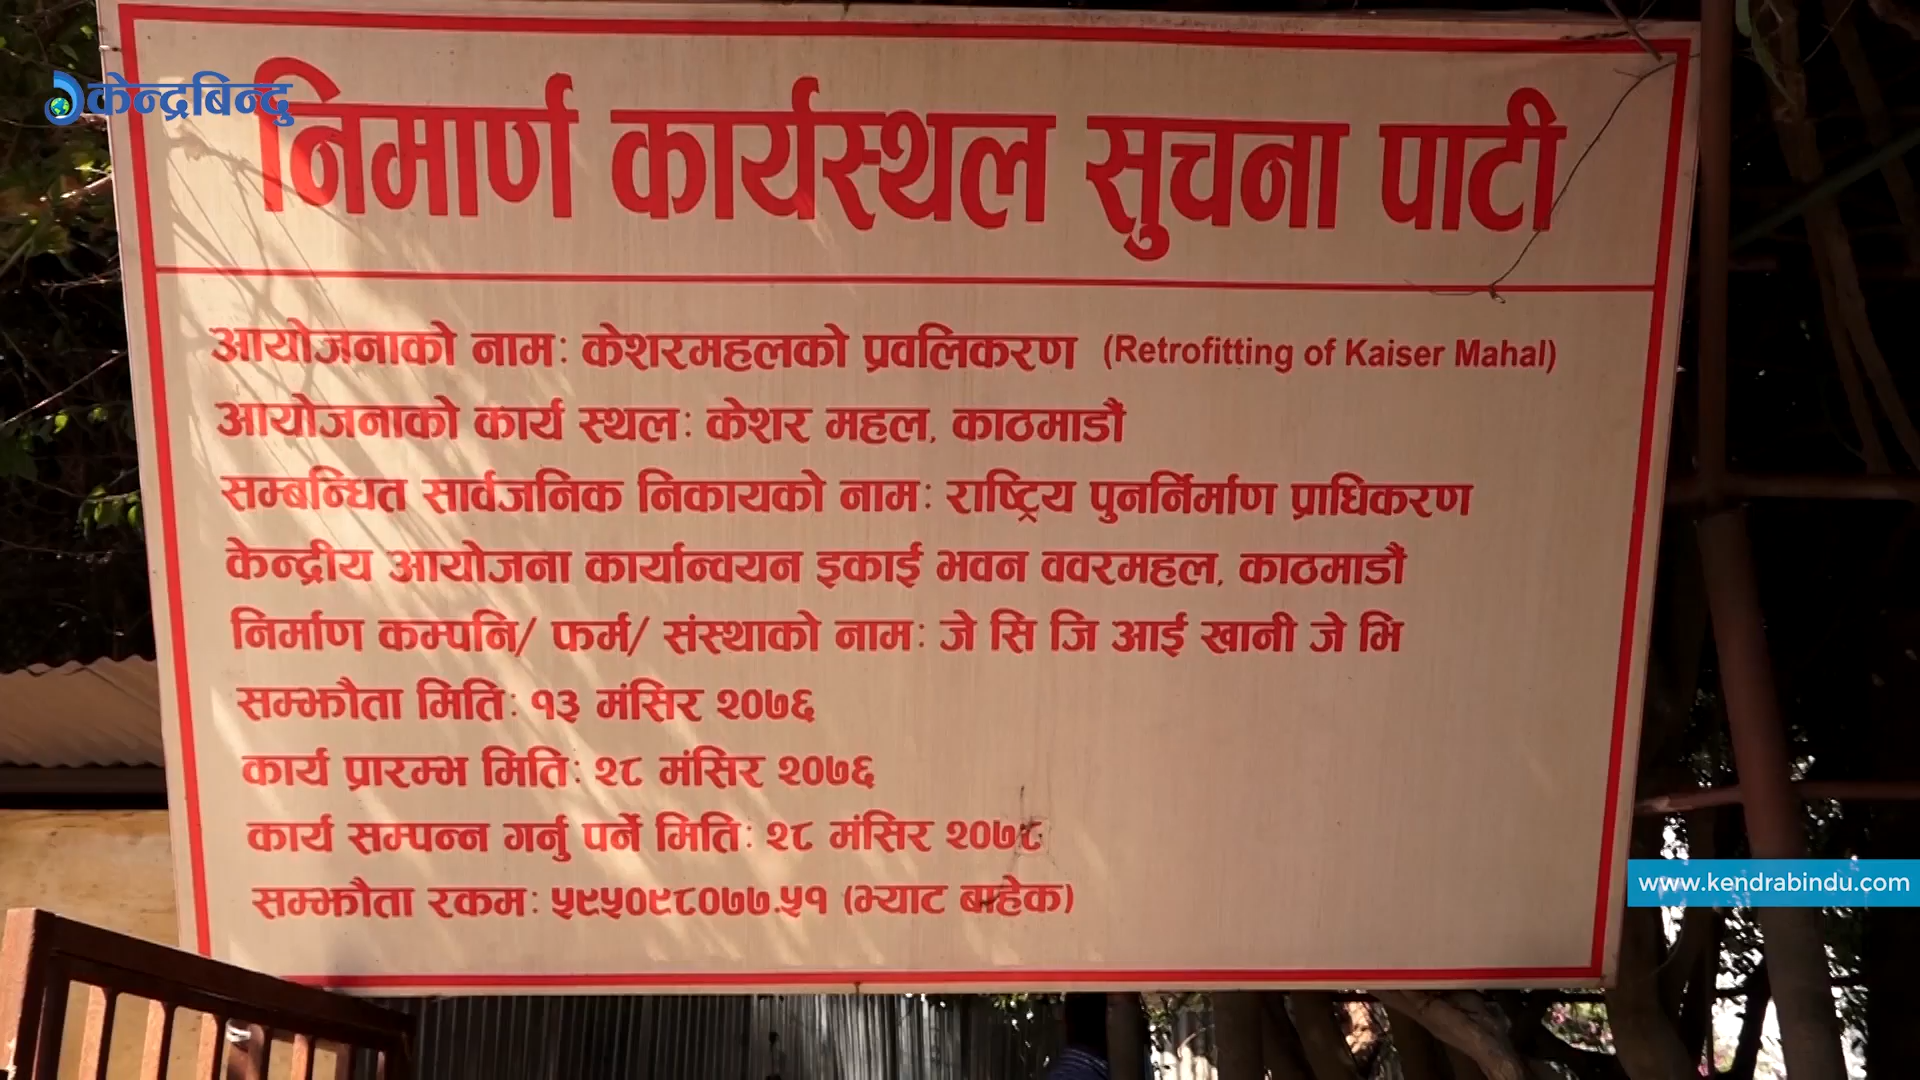 केन्द्रबिन्दु
निमार्ण कार्यस्थल सुचना पाटी
आयोजनाको नाम: केशरमहलको प्रवलिकरण (Retrofitting of Kaiser Mahal)
आयोजनाको कार्य स्थल: केशर महल, काठमाडौं
सम्बन्धित सार्वजनिक निकायको नाम: राष्ट्रिय पुनर्निर्माण प्राधिकरण
केन्द्रीय आयोजना कार्यान्वयन इकाई भवन ववरमहल, काठमाडौं
निर्माण कम्पनि/ फर्म/ संस्थाको नाम: जे सि जि आई खानी जे भि
सम्झौता मिति: १३ मंसिर २०७६
कार्य प्रारम्भ मिति: २८ मंसिर २०७६
कार्य सम्पन्न गर्नु पर्ने मिति: २८ मंसिर २०७८
सम्झौता रकम: ५९५०९८०७७.५१ (भ्याट बाहेक)
www.kendrabindu.com